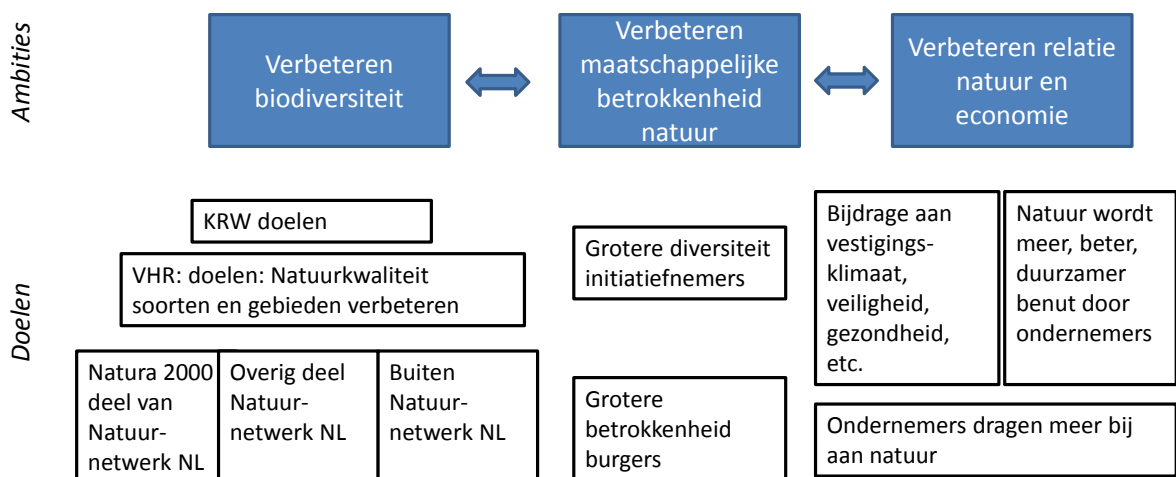 Ambities
Verbeteren
biodiversiteit
Verbeteren
maatschappelijke
betrokkenheid
natuur
Verbeteren relatie
natuur en
economie
Doelen
KRW doelen
VHR: doelen: Natuurkwaliteit
soorten en gebieden verbeteren
Natura 2000
deel van
Natuur-
netwerk NL
Overig deel
Natuur-
netwerk NL
Buiten
Natuur-
netwerk NL
Grotere diversiteit
initiatiefnemers
Grotere
betrokkenheid
burgers
Bijdrage aan
vestigings-
klimaat,
veiligheid,
gezondheid,
etc.
Natuur wordt
meer, beter,
duurzamer
benut door
ondernemers
Ondernemers dragen meer bij
aan natuur